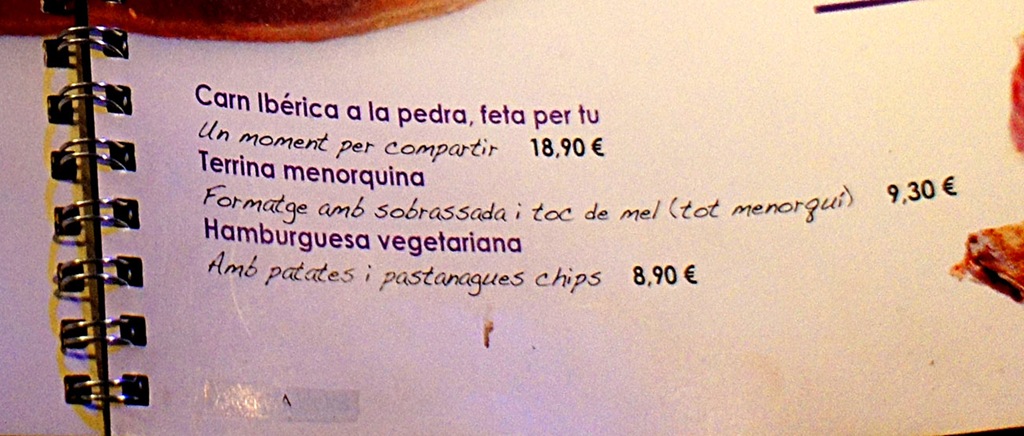 Carn Ibérica a la pedra, feta per tu
Un moment per compartir 18,90 €
Terrina menorquina
Formatge amb sobrassada i toc de mel (tot menorquí) 9,30 €
Hamburguesa vegetariana
Amb patates i pastanagues chips 8,90 €